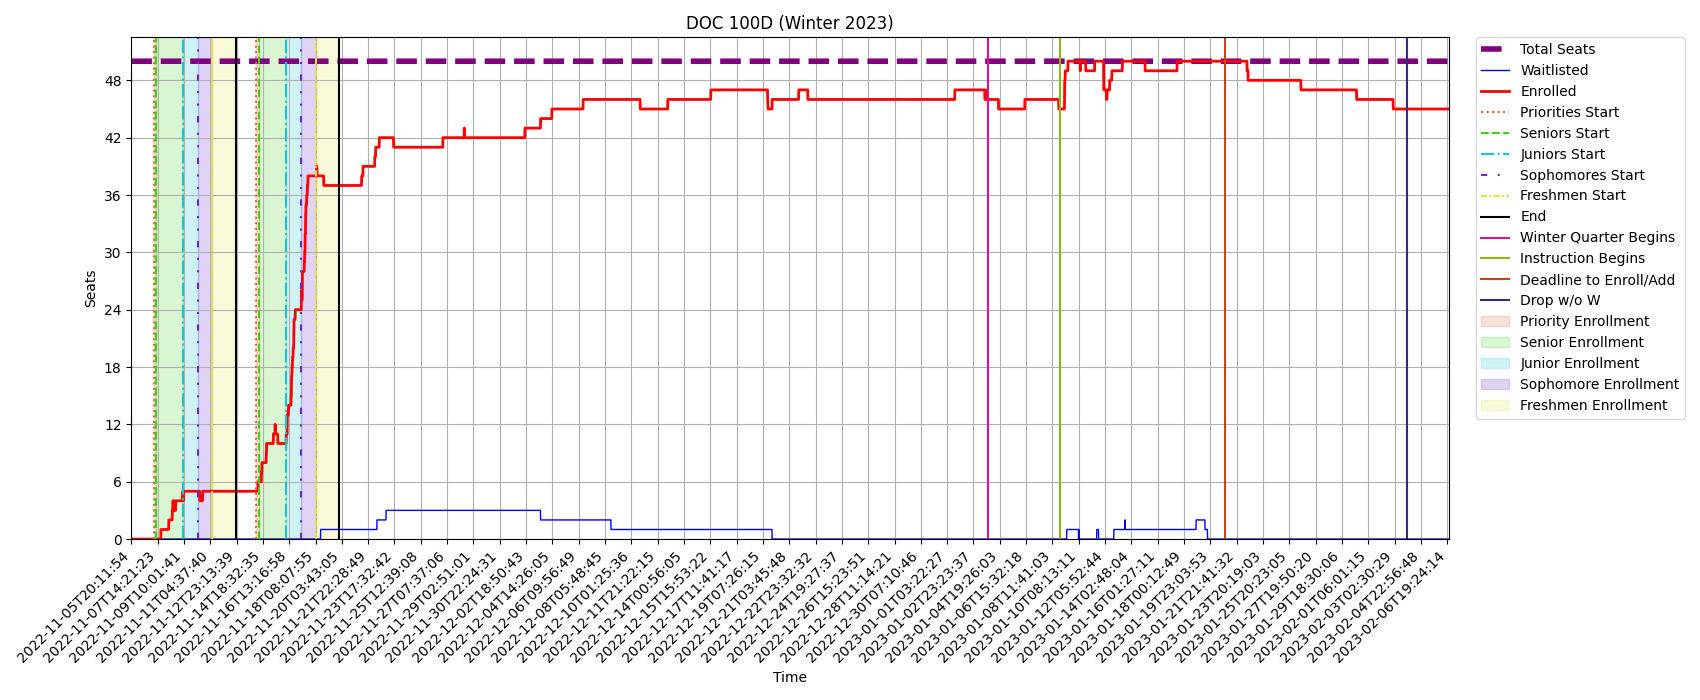 DOC 100D (Winter 2023)
Seats
48
42
36
30
24
18
12
6
0
2022-11-05T20:11:54
2022-11-07T14:21:23
2022-11-09T10:01:41
2022-11-11T04:37:40
2022-11-12T23:13:39
2022-11-14T18:32:35
2022-11-16T13:16:58
2022-11-18T08:07:55
2022-11-20T03:43:05
2022-11-21T22:28:49
2022-11-23T17:32:42
2022-11-25T12:39:08
2022-11-27T07:37:06
2022-11-29T02:51:01
2022-11-30T22:24:31
2022-12-02T18:50:43
2022-12-04T14:26:05
2022-12-06T09:56:49
2022-12-08T05:48:45
2022-12-10T01:25:36
2022-12-11T21:22:15
2022-12-14T00:56:05
2022-12-15T15:53:22
2022-12-17T11:41:17
2022-12-19T07:26:15
2022-12-21T03:45:48
2022-12-22T23:32:32
2022-12-24T19:27:37
2022-12-26T15:23:51
2022-12-28T11:14:21
2022-12-30T07:10:46
2023-01-01T03:22:27
2023-01-02T23:23:37
2023-01-04T19:26:03
2023-01-06T15:32:18
2023-01-08T11:41:03
2023-01-10T08:13:11
2023-01-12T05:52:44
2023-01-14T02:48:04
2023-01-16T01:27:11
2023-01-18T00:12:49
2023-01-19T23:03:53
2023-01-21T21:41:32
2023-01-23T20:19:03
2023-01-25T20:23:05
2023-01-27T19:50:20
2023-01-29T18:30:06
2023-02-01T06:01:15
2023-02-03T02:30:29
2023-02-04T22:56:48
2023-02-06T19:24:14
Time
Total Seats
Waitlisted
Enrolled
Priorities Start
Seniors Start
Juniors Start
Sophomores Start
Freshmen Start
End
Winter Quarter Begins
Instruction Begins
Deadline to Enroll/Add
Drop w/o W
Priority Enrollment
Senior Enrollment
Junior Enrollment
Sophomore Enrollment
Freshmen Enrollment